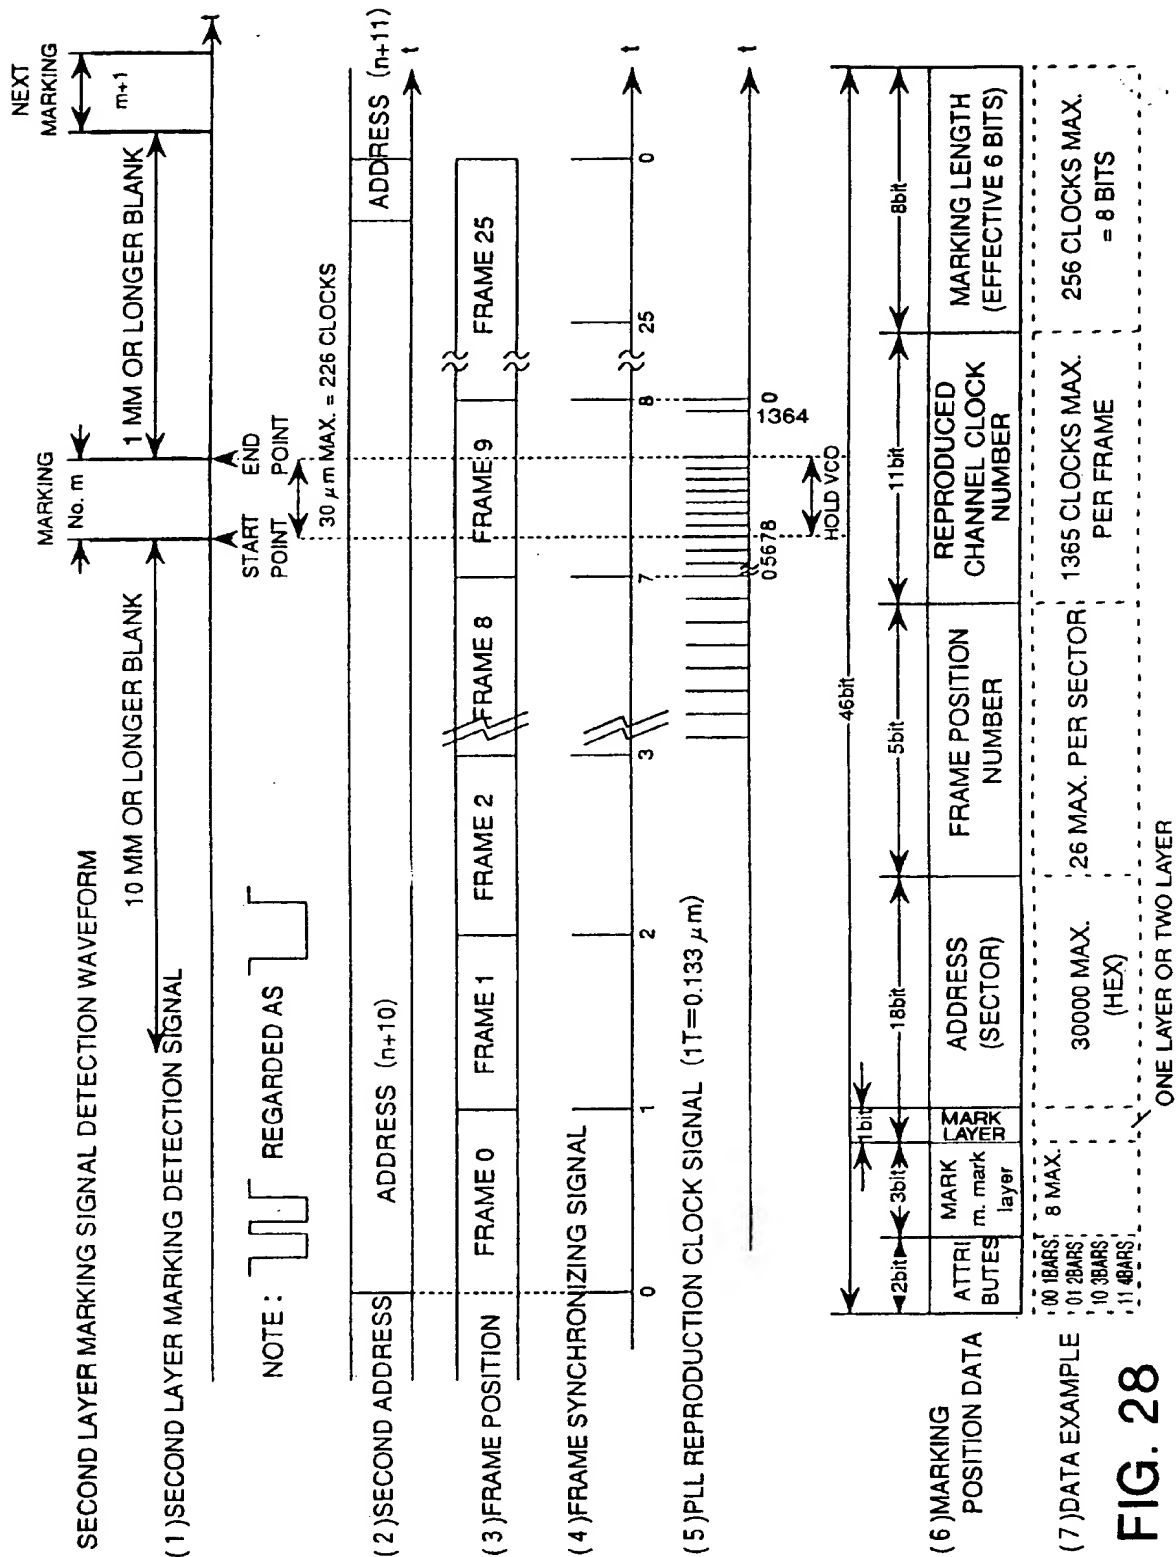 SECOND LAYER MARKING SIGNAL DETECTION WAVEFORM
MARKING
No. m
NEXT
MARKING
m+1
10 MM OR LONGER BLANK
1 MM OR LONGER BLANK
(1)SECOND LAYER MARKING DETECTION SIGNAL
t
START
POINT
END
POINT
30 μm MAX. = 226 CLOCKS
NOTE : REGARDED AS
(2)SECOND ADDRESS
ADDRESS (n+10)
ADDRESS (n+11)
t
(3)FRAME POSITION
FRAME 0
FRAME 1
FRAME 2
FRAME 8
FRAME 9
FRAME 25
(4)FRAME SYNCHRONIZING SIGNAL
0 1 2 3 7 8 25 0
t
(5)PLL REPRODUCTION CLOCK SIGNAL (1T=0.133 μm)
0 5 6 7 8
1364
0
t
HOLD VCO
46bit
2bit
3bit
1bit
18bit
5bit
11bit
8bit
(6)MARKING
POSITION DATA
ATTRI
BUTES
MARK
m. mark
layer
MARK
LAYER
ADDRESS
(SECTOR)
FRAME POSITION
NUMBER
REPRODUCED
CHANNEL CLOCK
NUMBER
MARKING LENGTH
(EFFECTIVE 6 BITS)
(7)DATA EXAMPLE
00 1BARS
01 2BARS
10 3BARS
11 4BARS
8 MAX.
30000 MAX.
(HEX)
26 MAX. PER SECTOR
1365 CLOCKS MAX.
PER FRAME
256 CLOCKS MAX.
= 8 BITS
ONE LAYER OR TWO LAYER
FIG. 28